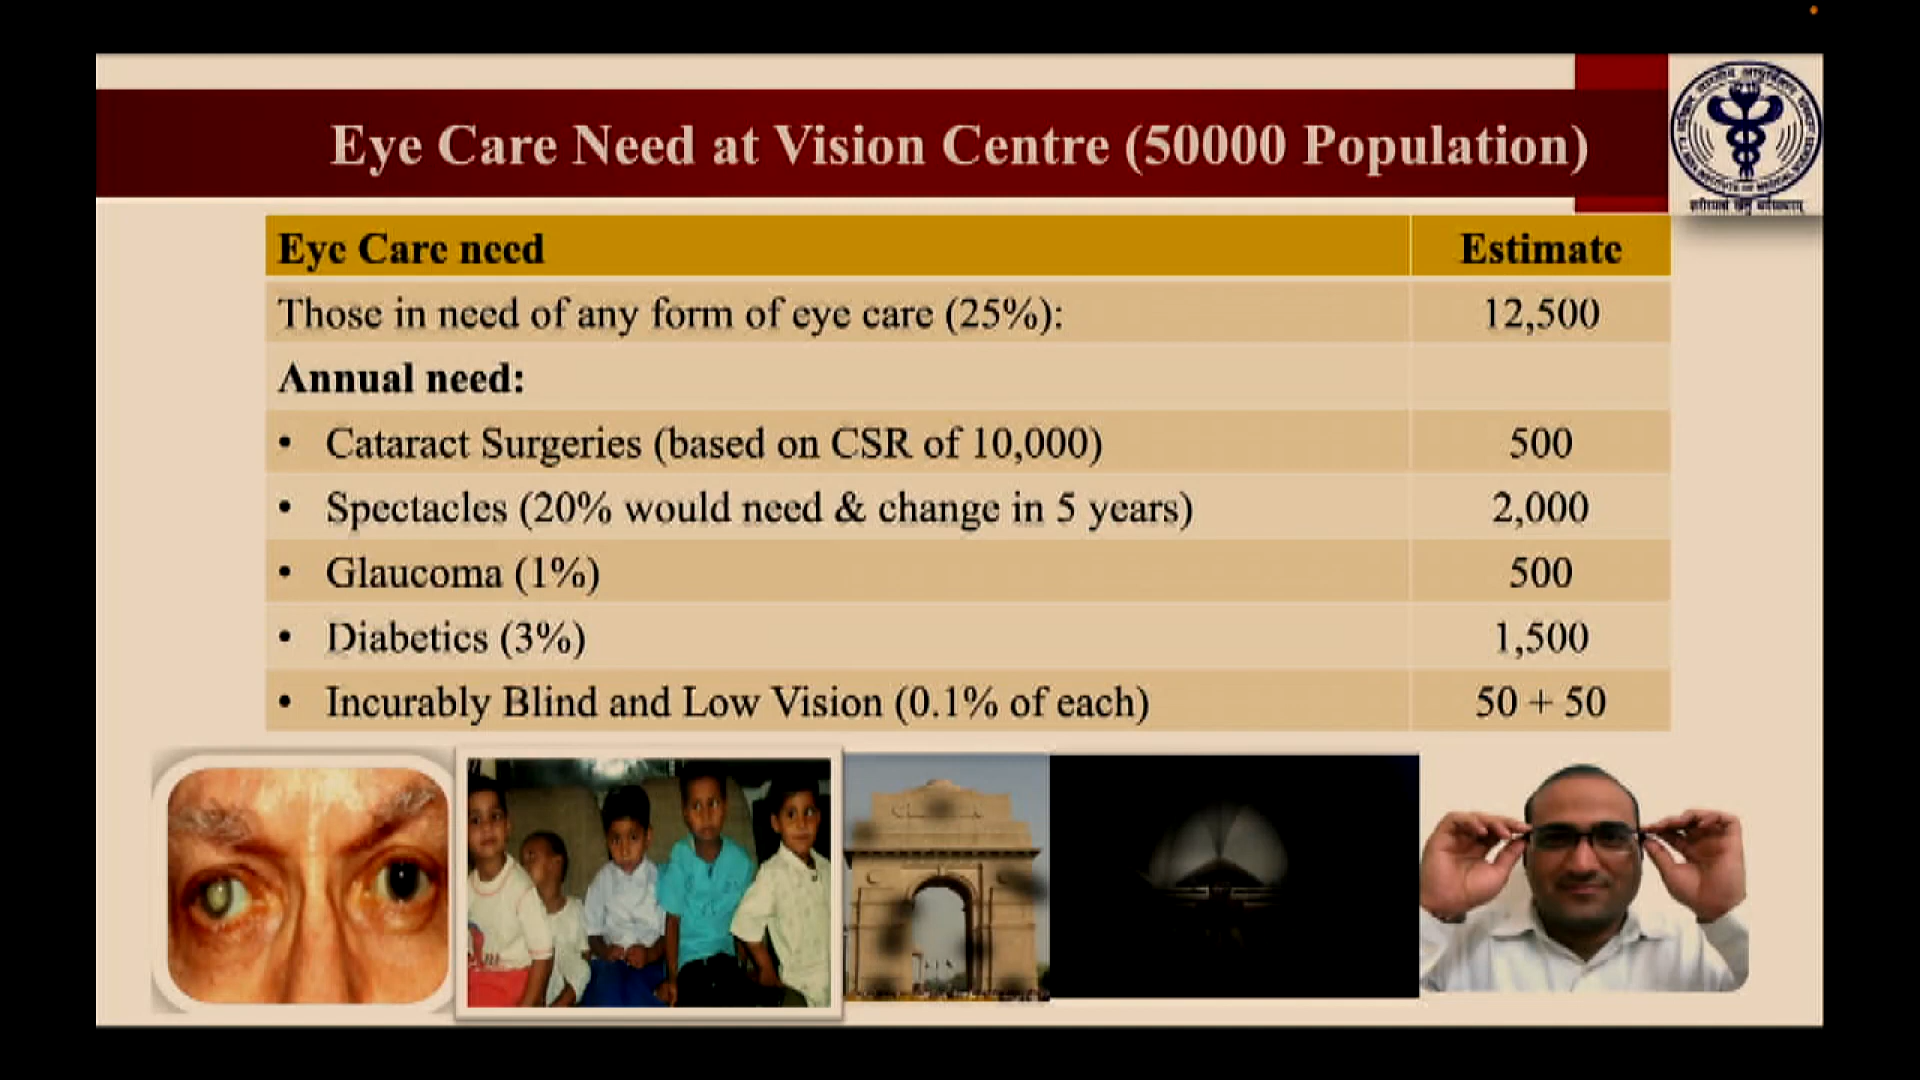 Eye Care Need at Vision Centre (50000 Population)
Eye Care need Estimate
Those in need of any form of eye care (25%): 12,500
Annual need:
• Cataract Surgeries (based on CSR of 10,000) 500
• Spectacles (20% would need & change in 5 years) 2,000
• Glaucoma (1%) 500
• Diabetics (3%) 1,500
• Incurably Blind and Low Vision (0.1% of each) 50 + 50